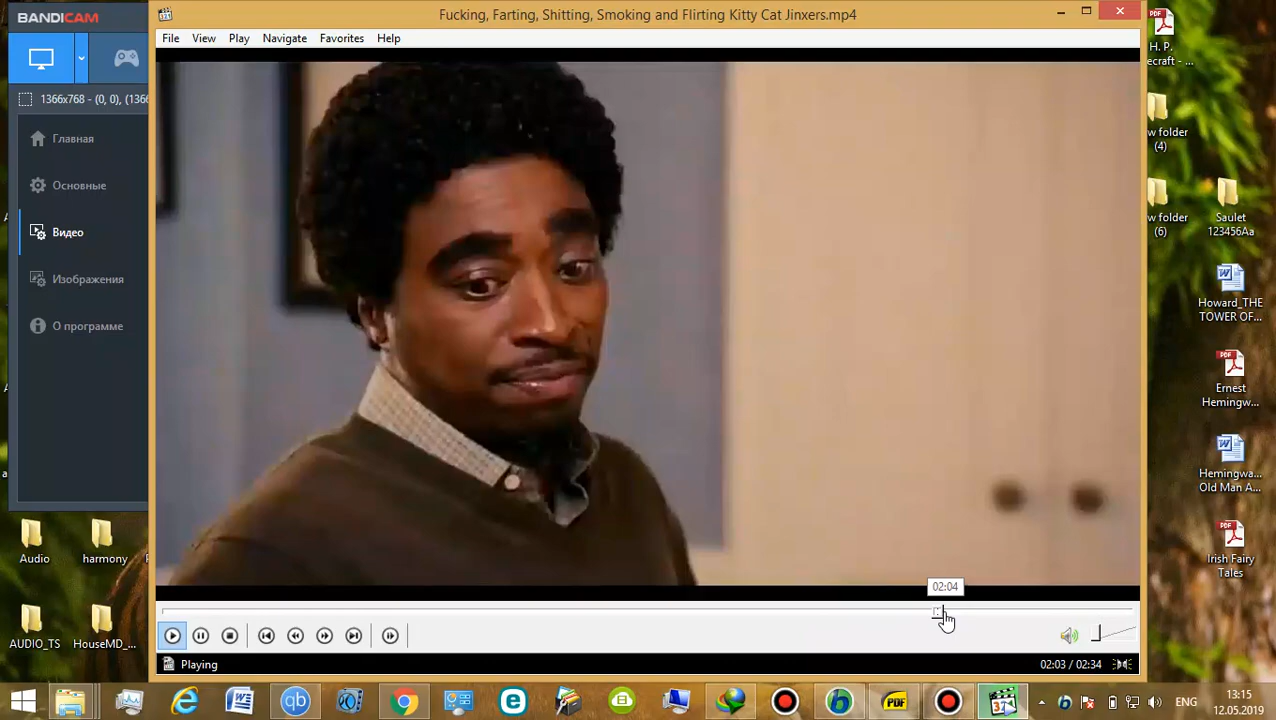 BANDICAM
Fucking, Farting, Shitting, Smoking and Flirting Kitty Cat Jinxers.mp4
File View Play Navigate Favorites Help
1366x768 - (0, 0), (1366
Главная
Основные
Видео
Изображения
О программе
H. P.
ecraft - ...
w folder
(4)
w folder
(6)
Saulet
123456Aa
Howard_THE
TOWER OF...
Ernest
Hemingw...
Hemingwa...
Old Man A...
Irish Fairy
Tales
Audio
harmony
AUDIO_TS
HouseMD_...
02:04
Playing
02:03 / 02:34
ENG
13:15
12.05.2019